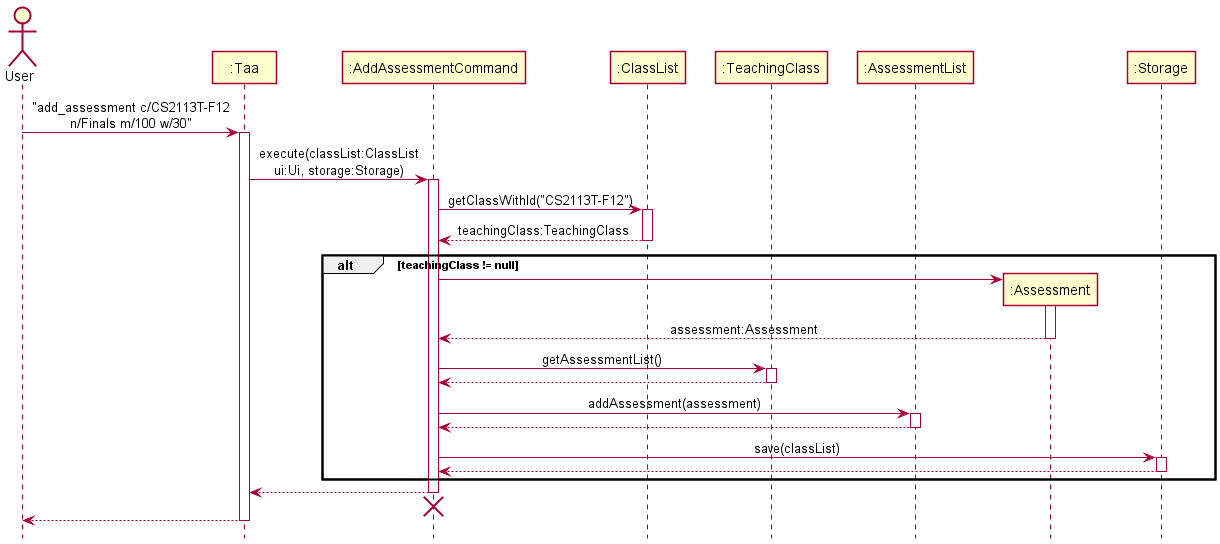 User
:Taa
:AddAssessmentCommand
:ClassList
:TeachingClass
:AssessmentList
:Storage
"add_assessment c/CS2113T-F12
n/Finals m/100 w/30"
execute(classList:ClassList
ui:Ui, storage:Storage)
getClassWithId("CS2113T-F12")
teachingClass:TeachingClass
alt
[teachingClass != null]
:Assessment
assessment:Assessment
getAssessmentList()
addAssessment(assessment)
save(classList)